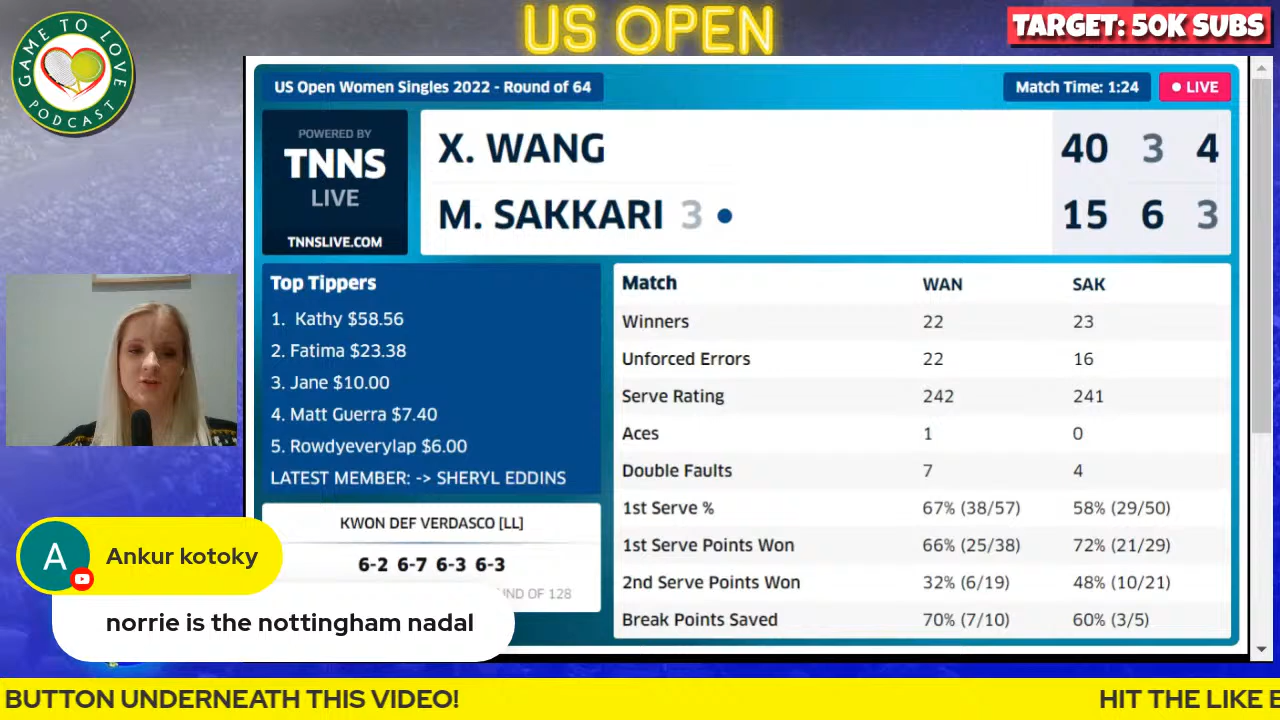 GAME TO LOVE
PODCAST
US OPEN
TARGET: 50K SUBS
US Open Women Singles 2022 - Round of 64
Match Time: 1:24
LIVE
POWERED BY
TNNS
LIVE
TNNSLIVE.COM
X. WANG 40 3 4
M. SAKKARI 3 15 6 3
Top Tippers
1. Kathy $58.56
2. Fatima $23.38
3. Jane $10.00
4. Matt Guerra $7.40
5. Rowdyeverylap $6.00
LATEST MEMBER: -> SHERYL EDDINS
KWON DEF VERDASCO [LL]
6-2 6-7 6-3 6-3
OF 128
Match WAN SAK
Winners 22 23
Unforced Errors 22 16
Serve Rating 242 241
Aces 1 0
Double Faults 7 4
1st Serve % 67% (38/57) 58% (29/50)
1st Serve Points Won 66% (25/38) 72% (21/29)
2nd Serve Points Won 32% (6/19) 48% (10/21)
Break Points Saved 70% (7/10) 60% (3/5)
A
Ankur kotoky
norrie is the nottingham nadal
BUTTON UNDERNEATH THIS VIDEO! HIT THE LIKE